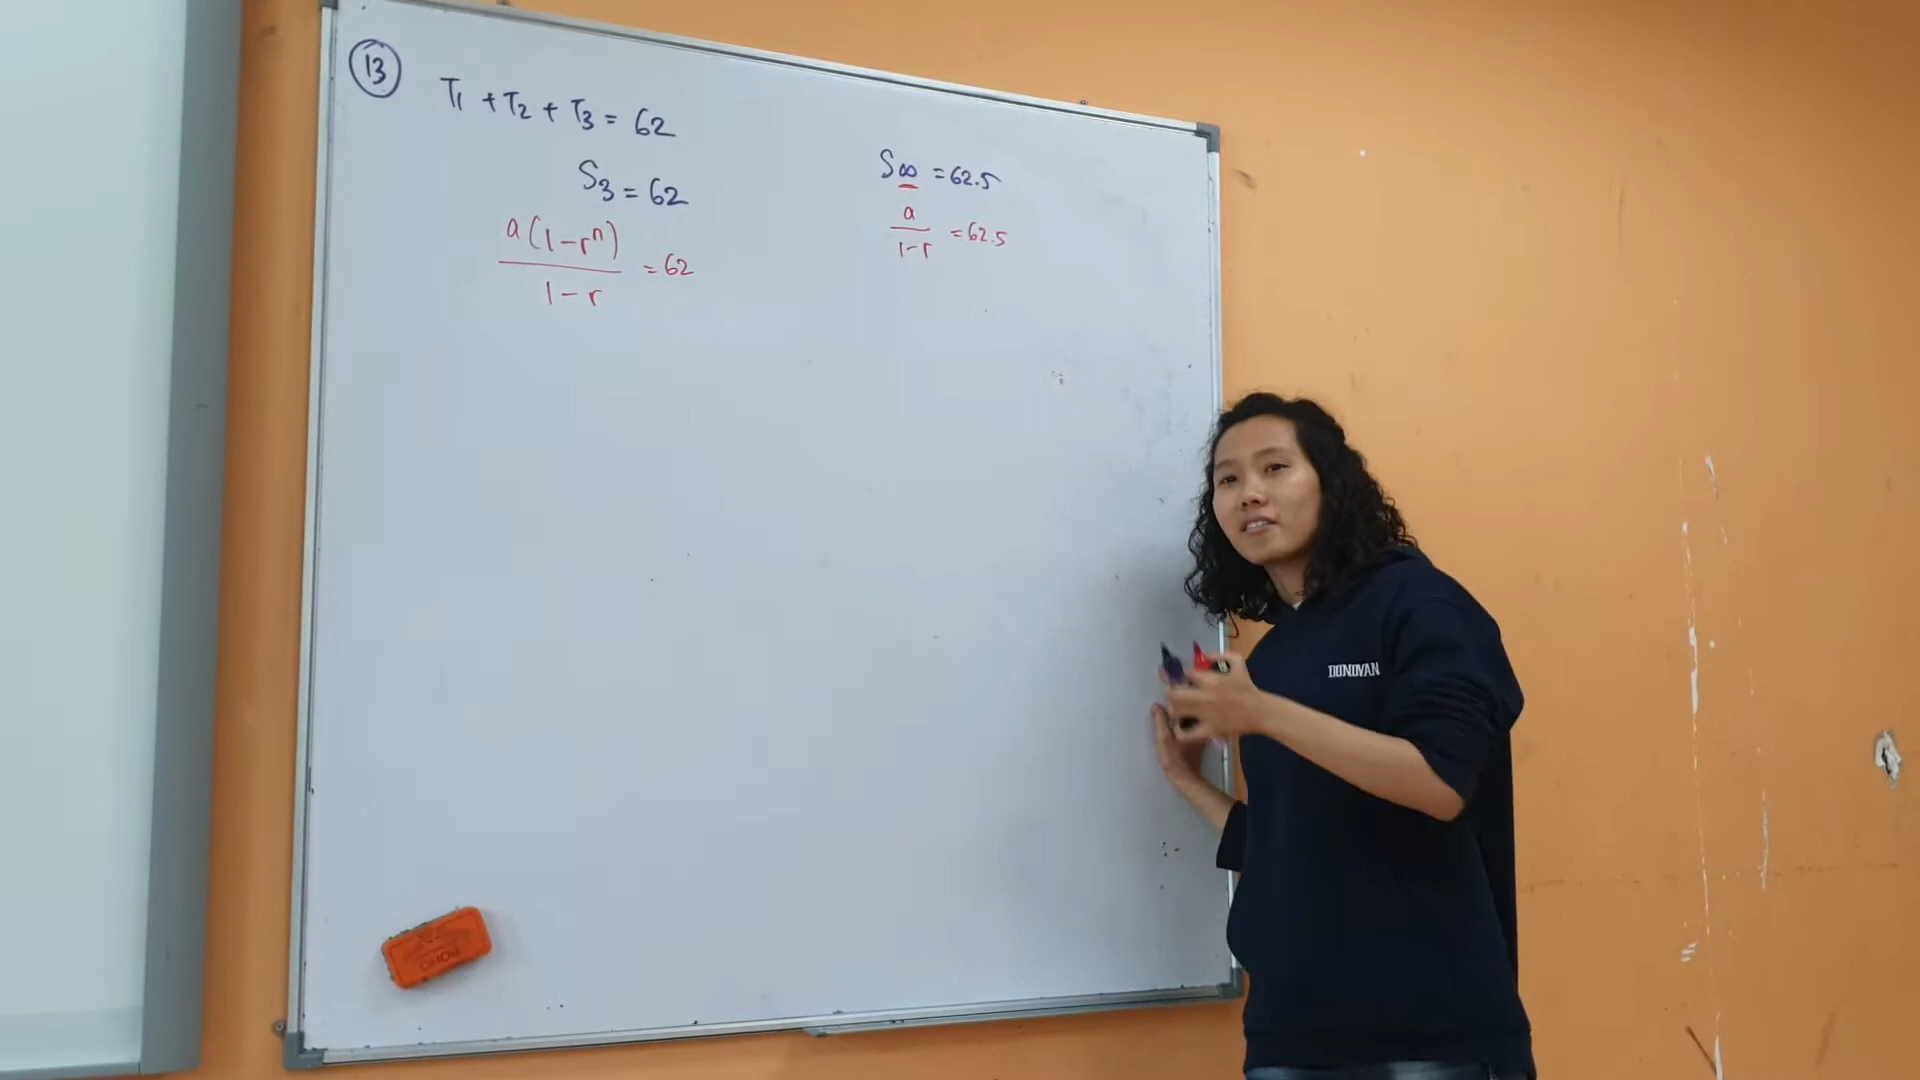 13
T₁ + T₂ + T₃ = 62
S₃ = 62
a(1-rⁿ)
1-r
= 62
S∞ = 62.5
a
1-r
= 62.5
DONOVAN